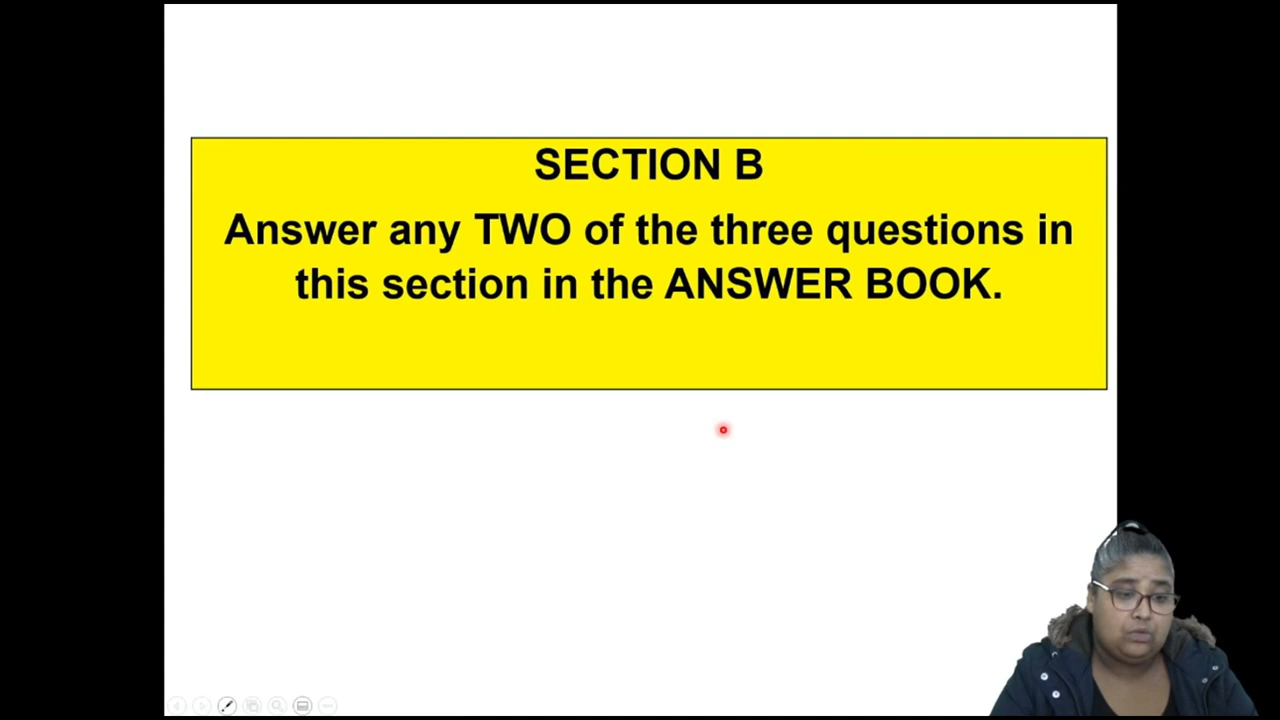 SECTION B
Answer any TWO of the three questions in
this section in the ANSWER BOOK.